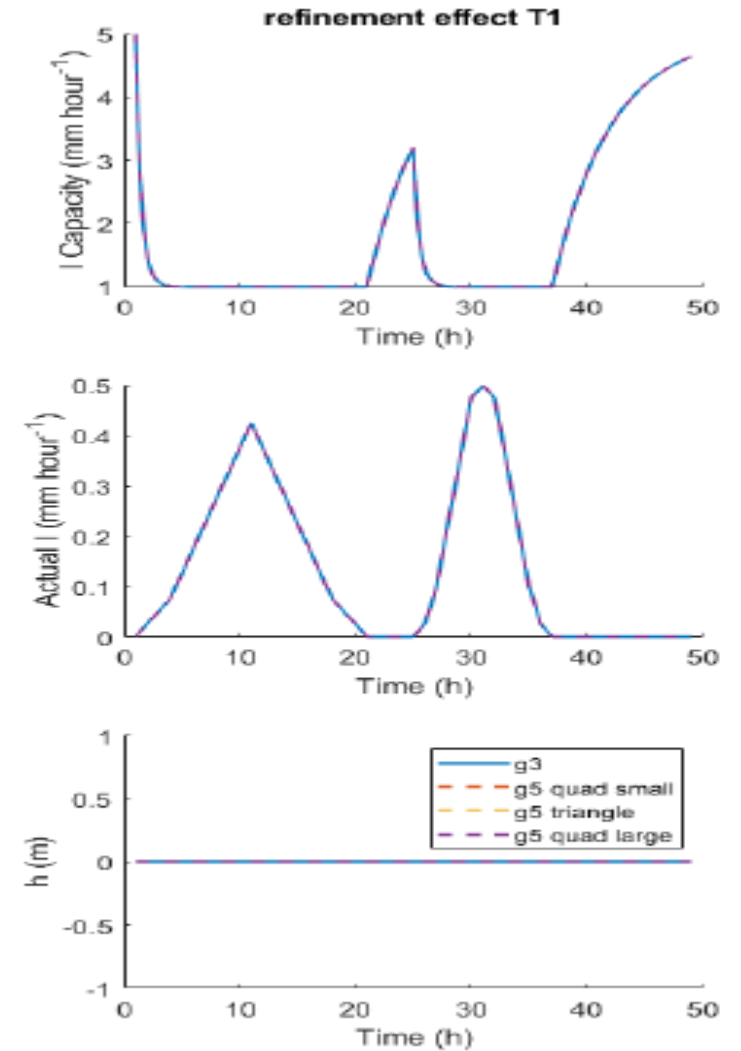 refinement effect T1
I Capacity (mm hour⁻¹)
5
4
3
2
1
0 10 20 30 40 50
Time (h)
Actual I (mm hour⁻¹)
0.5
0.4
0.3
0.2
0.1
0
0 10 20 30 40 50
Time (h)
h (m)
1
0.5
0
-0.5
-1
g3
g5 quad small
g5 triangle
g5 quad large
0 10 20 30 40 50
Time (h)